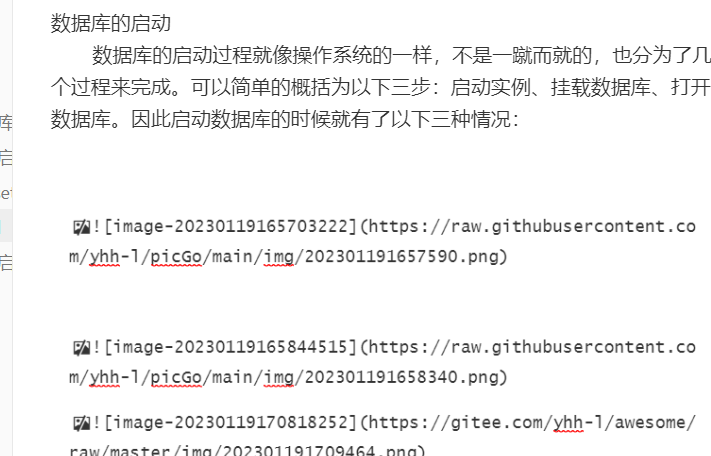 数据库的启动
数据库的启动过程就像操作系统的一样，不是一蹴而就的，也分为了几
个过程来完成。可以简单的概括为以下三步：启动实例、挂载数据库、打开
数据库。因此启动数据库的时候就有了以下三种情况：
库
启
se
启
![image-20230119165703222](https://raw.githubusercontent.co
m/yhh-l/picGo/main/img/202301191657590.png)
![image-20230119165844515](https://raw.githubusercontent.co
m/yhh-l/picGo/main/img/202301191658340.png)
![image-20230119170818252](https://gitee.com/yhh-l/awesome/
raw/master/img/202301191709464.png)